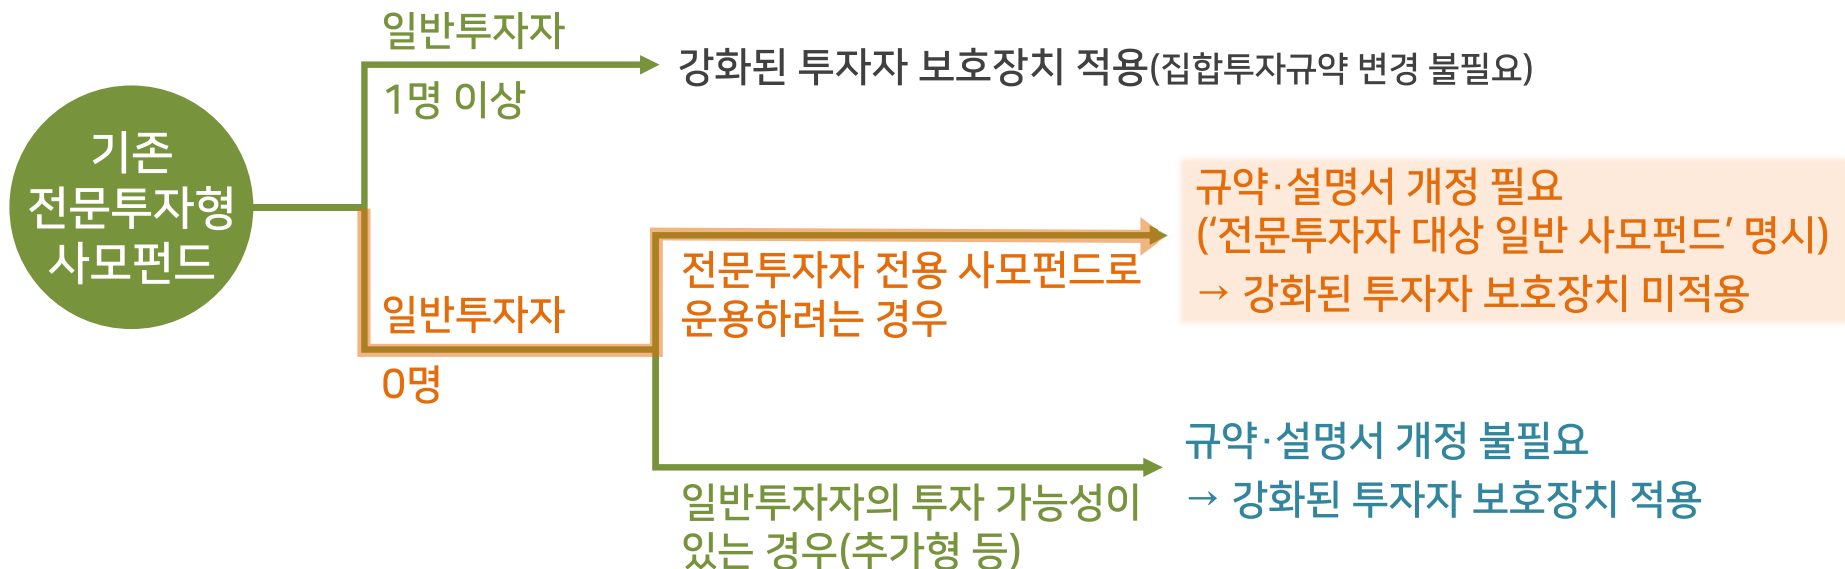 기존
전문투자형
사모펀드
일반투자자
1명 이상
강화된 투자자 보호장치 적용(집합투자규약 변경 불필요)
일반투자자
0명
전문투자자 전용 사모펀드로
운용하려는 경우
규약·설명서 개정 필요
(‘전문투자자 대상 일반 사모펀드’ 명시)
→ 강화된 투자자 보호장치 미적용
일반투자자의 투자 가능성이
있는 경우(추가형 등)
규약·설명서 개정 불필요
→ 강화된 투자자 보호장치 적용